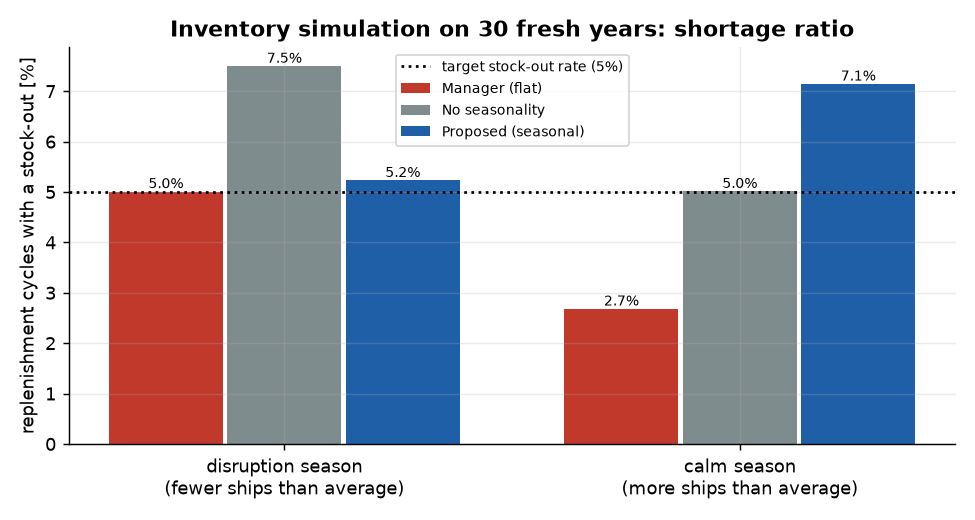 Inventory simulation on 30 fresh years: shortage ratio
replenishment cycles with a stock-out [%]
7
6
5
4
3
2
1
0
target stock-out rate (5%)
Manager (flat)
No seasonality
Proposed (seasonal)
5.0%
7.5%
5.2%
2.7%
5.0%
7.1%
disruption season
(fewer ships than average)
calm season
(more ships than average)